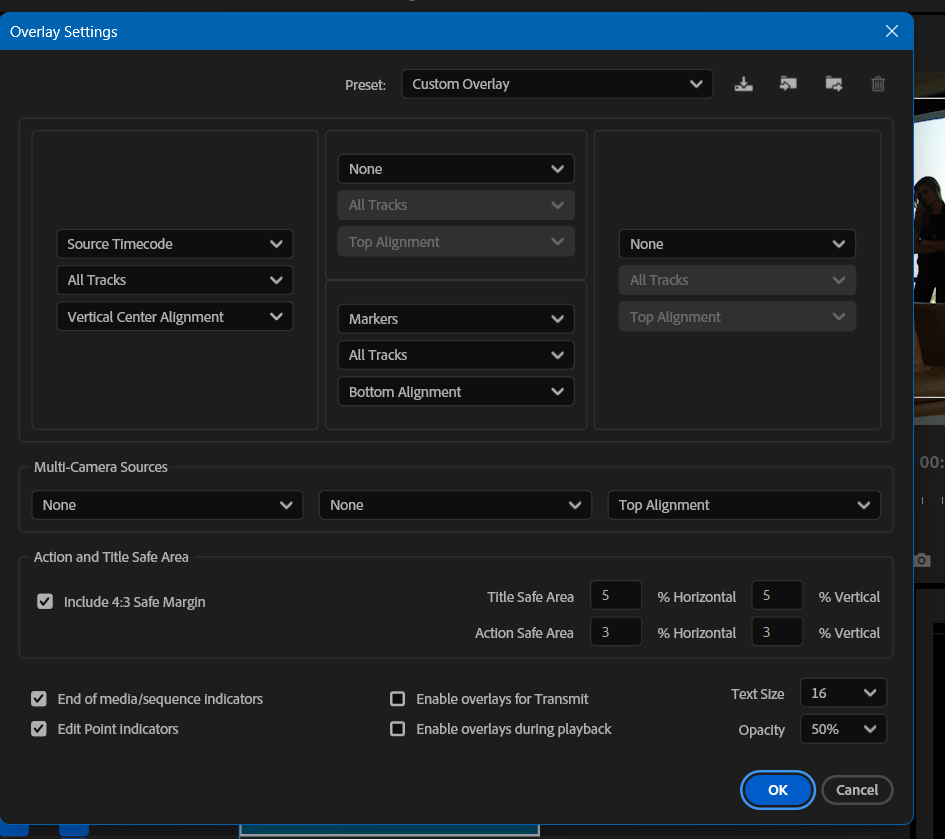 Overlay Settings
Preset: Custom Overlay
None
All Tracks
Top Alignment
Source Timecode
All Tracks
Vertical Center Alignment
Markers
All Tracks
Bottom Alignment
None
All Tracks
Top Alignment
Multi-Camera Sources
None None Top Alignment
Action and Title Safe Area
Include 4:3 Safe Margin
Title Safe Area 5 % Horizontal 5 % Vertical
Action Safe Area 3 % Horizontal 3 % Vertical
End of media/sequence indicators
Edit Point indicators
Enable overlays for Transmit
Enable overlays during playback
Text Size 16
Opacity 50%
OK Cancel
00: